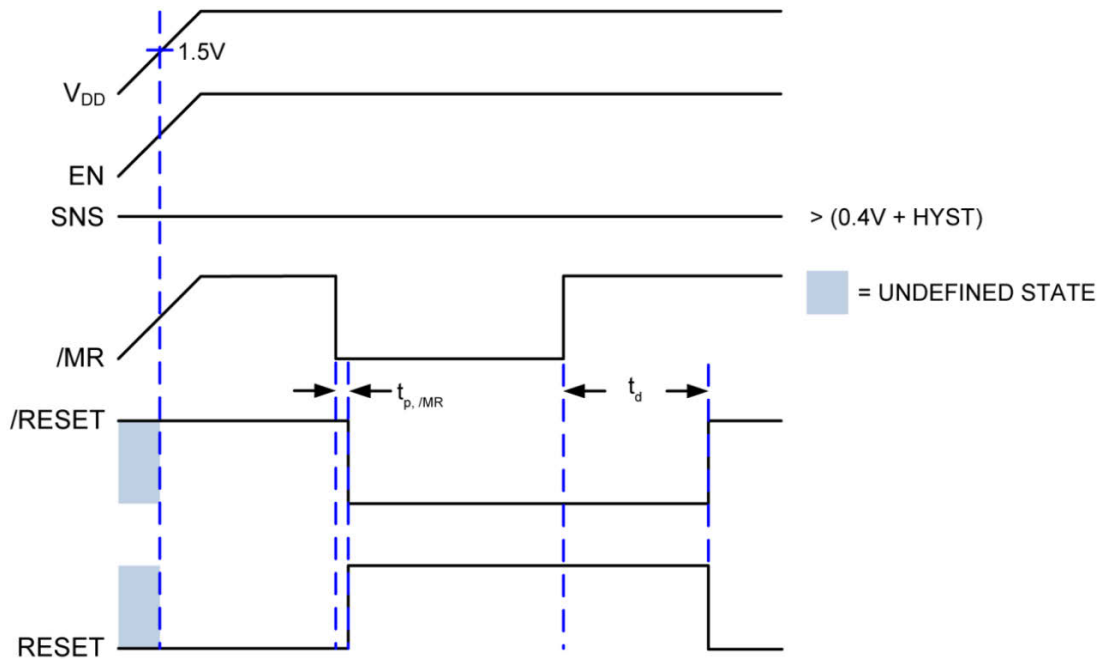 1.5V
VDD
EN
SNS
> (0.4V + HYST)
= UNDEFINED STATE
/MR
tp, /MR
td
/RESET
RESET